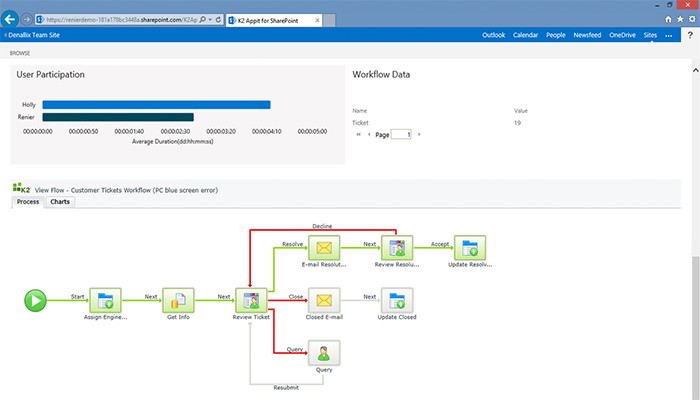 https://renierdemo-181a178bc3448a.sharepoint.com/K2Ap
K2 Appit for SharePoint
Denallix Team Site
Outlook Calendar People Newsfeed OneDrive Sites ... ?
BROWSE
User Participation
Workflow Data
Holly
Renier
00:00:00:00 00:00:00:50 00:00:01:40 00:00:02:30 00:00:03:20 00:00:04:10 00:00:05:00
Average Duration(dd:hh:mm:ss)
Name Value
Ticket 19
Page 1
K2 View Flow - Customer Tickets Workflow (PC blue screen error)
Process Charts
Decline
Resolve Next Accept
E-mail Resolut... Review Resolu... Update Resolv...
Start Next Next Close Next
Assign Engine... Get Info Review Ticket Closed E-mail Update Closed
Query
Query
Resubmit